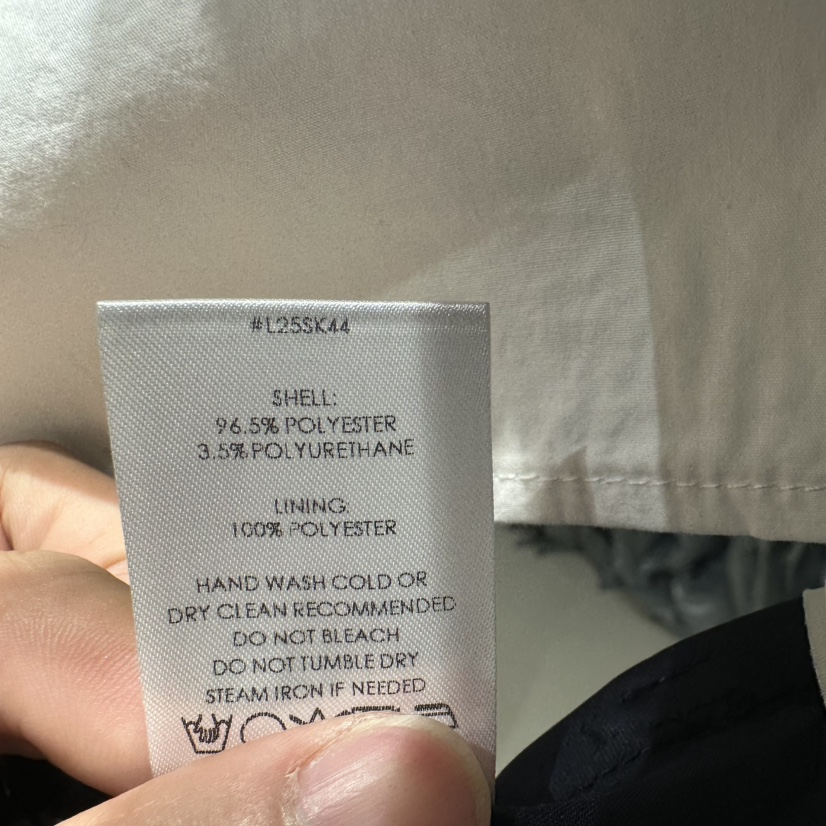 #L25SK44
SHELL:
96.5% POLYESTER
3.5% POLYURETHANE
LINING:
100% POLYESTER
HAND WASH COLD OR
DRY CLEAN RECOMMENDED
DO NOT BLEACH
DO NOT TUMBLE DRY
STEAM IRON IF NEEDED